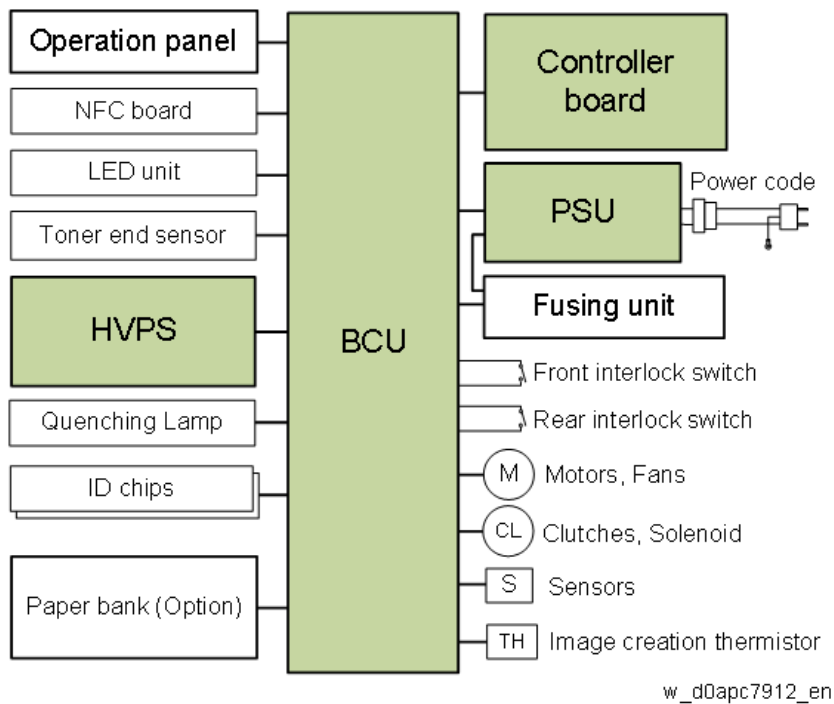 Operation panel
NFC board
LED unit
Toner end sensor
HVPS
Quenching Lamp
ID chips
Paper bank (Option)
BCU
Controller
board
PSU
Power code
Fusing unit
Front interlock switch
Rear interlock switch
M Motors, Fans
CL Clutches, Solenoid
S Sensors
TH Image creation thermistor
w_d0apc7912_en